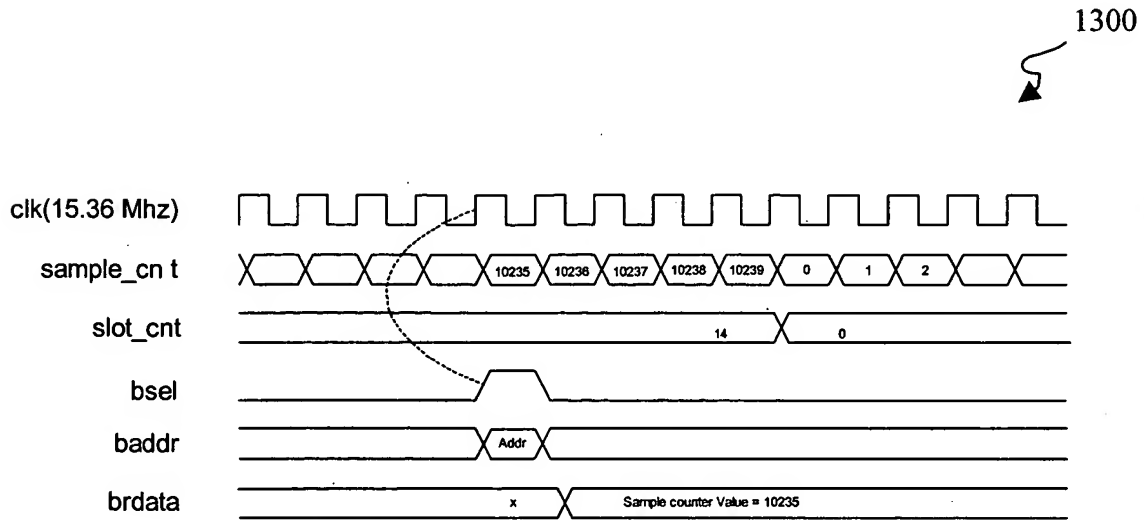 1300
clk(15.36 Mhz)
sample_cn t
10235 10236 10237 10238 10239 0 1 2
slot_cnt
14 0
bsel
baddr
Addr
brdata
x Sample counter Value = 10235